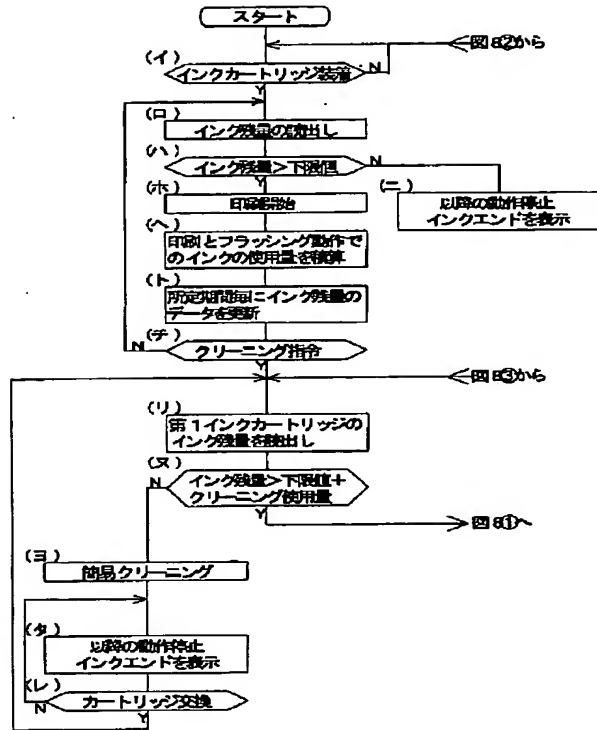 スタート
図8②から
(イ)
インクカートリッジ装着
N
Y
(ロ)
インク残量の読出し
(ハ)
インク残量>下限値
N
Y
(ニ)
以降の動作停止
インクエンドを表示
(ホ)
印刷開始
(ヘ)
印刷とフラッシング動作で
のインクの使用量を積算
(ト)
所定期間毎にインク残量の
データを更新
(チ)
N
クリーニング指令
Y
図8③から
(リ)
第1インクカートリッジの
インク残量を読出し
(ヌ)
N
インク残量>下限値+
クリーニング使用量
Y
図8①へ
(ヨ)
簡易クリーニング
(タ)
以降の動作停止
インクエンドを表示
(レ)
N
カートリッジ交換
Y